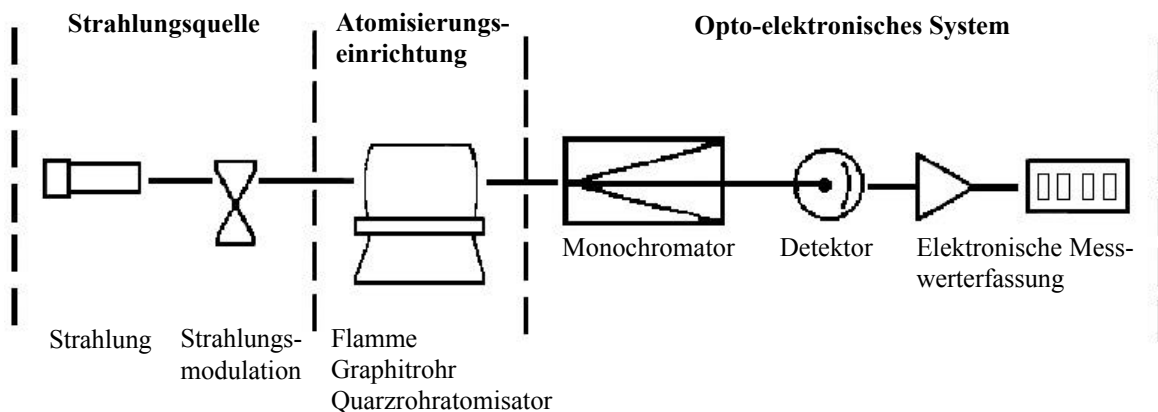 Strahlungsquelle
Atomisierungs-
einrichtung
Opto-elektronisches System
Monochromator
Detektor
Elektronische Mess-
werterfassung
Strahlung
Strahlungs-
modulation
Flamme
Graphitrohr
Quarzrohratomisator